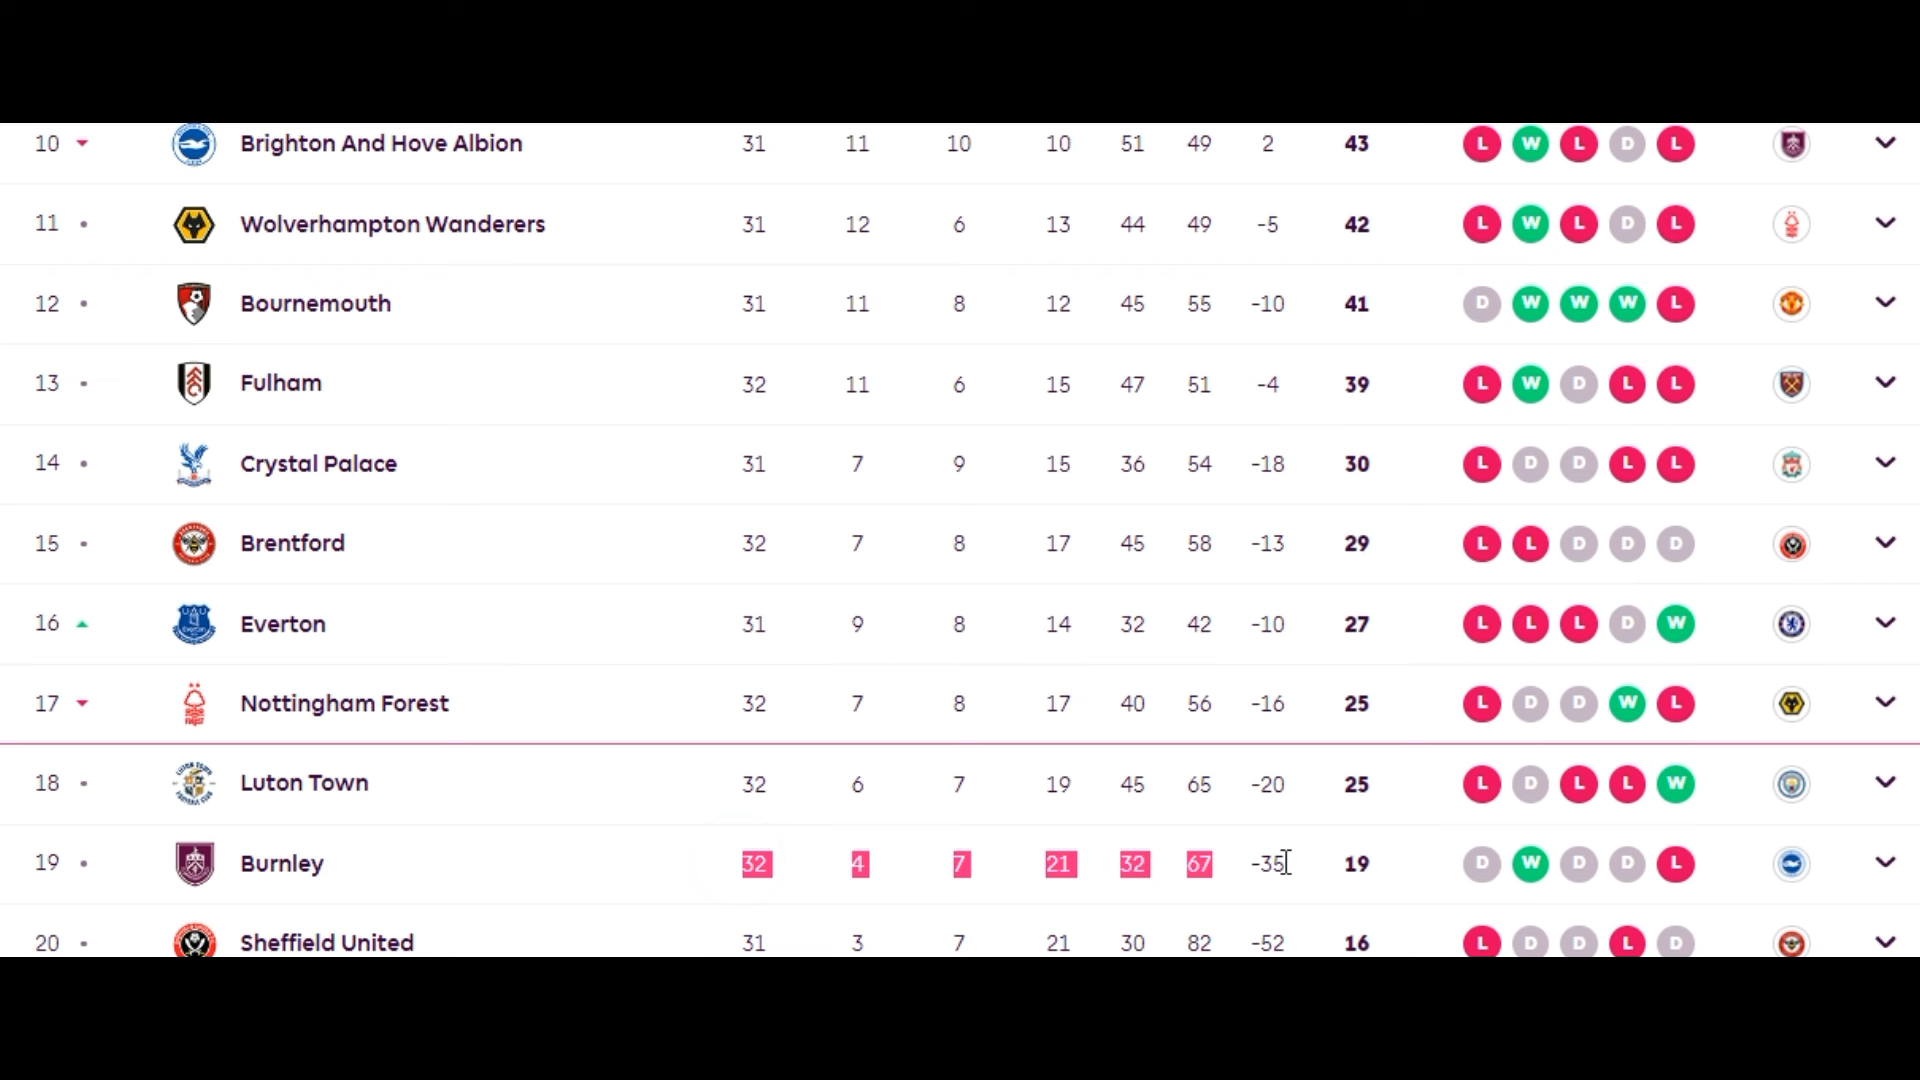 10 Brighton And Hove Albion 31 11 10 10 51 49 2 43 L W L D L
11 Wolverhampton Wanderers 31 12 6 13 44 49 -5 42 L W L D L
12 Bournemouth 31 11 8 12 45 55 -10 41 D W W W L
13 Fulham 32 11 6 15 47 51 -4 39 L W D L L
14 Crystal Palace 31 7 9 15 36 54 -18 30 L D D L L
15 Brentford 32 7 8 17 45 58 -13 29 L L D D D
16 Everton 31 9 8 14 32 42 -10 27 L L L D W
17 Nottingham Forest 32 7 8 17 40 56 -16 25 L D D W L
18 Luton Town 32 6 7 19 45 65 -20 25 L D L L W
19 Burnley 32 4 7 21 32 67 -35 19 D W D D L
20 Sheffield United 31 3 7 21 30 82 -52 16 L D D L D